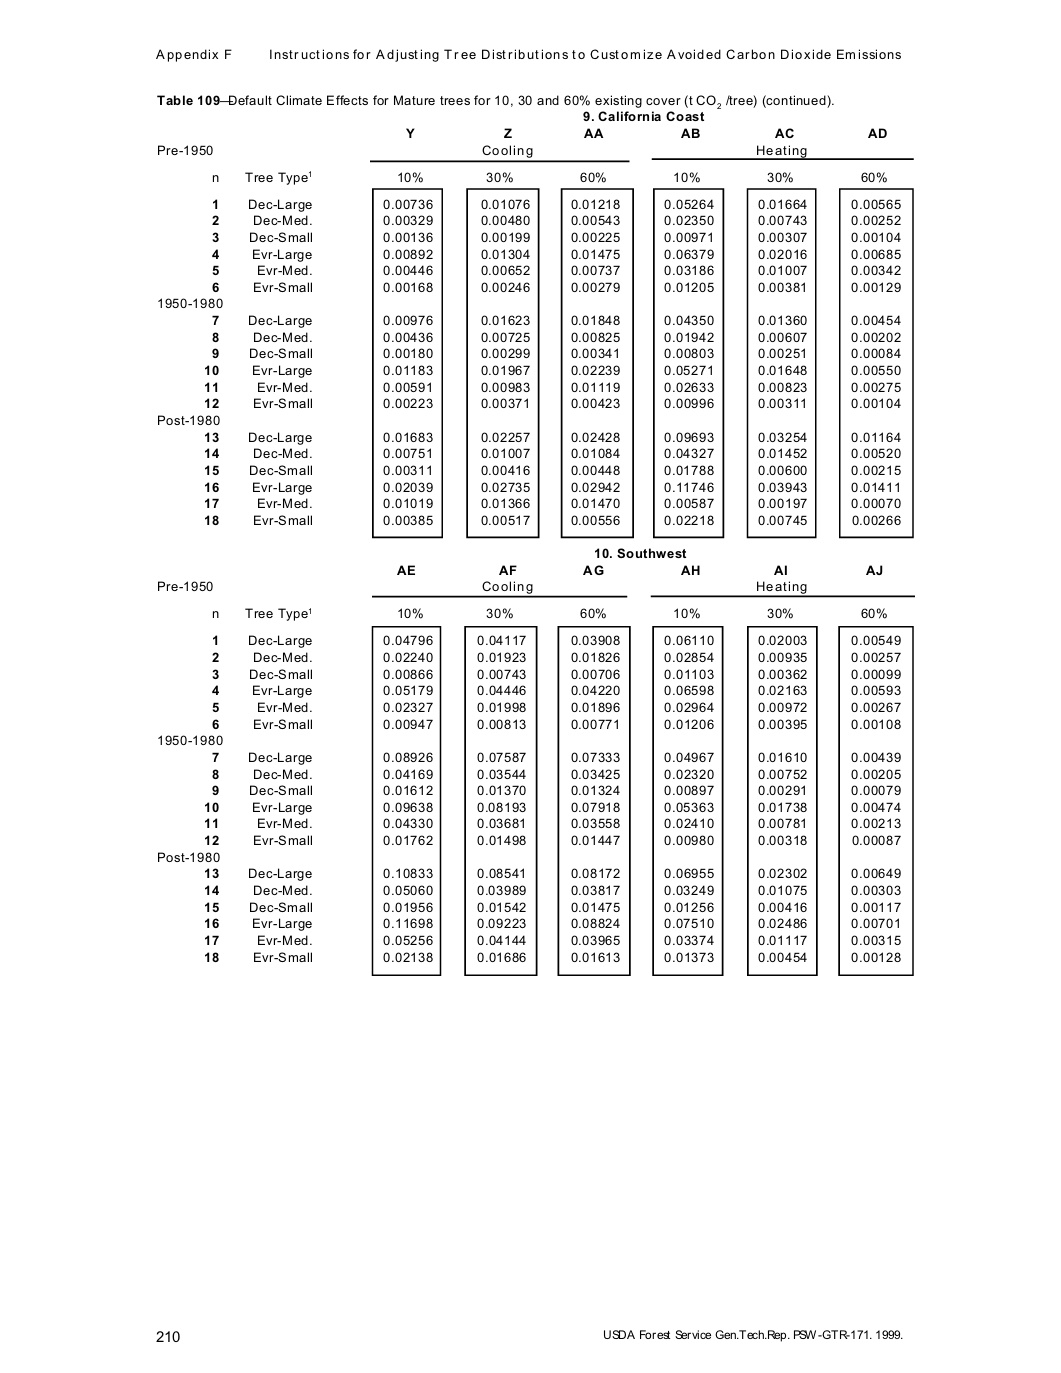 Appendix F Instructions for Adjusting Tree Distributions to Customize Avoided Carbon Dioxide Emissions
Table 109—Default Climate Effects for Mature trees for 10, 30 and 60% existing cover (t CO2 /tree) (continued).
9. California Coast
Y Z AA AB AC AD
Pre-1950 Cooling Heating
n Tree Type1 10% 30% 60% 10% 30% 60%
1 Dec-Large 0.00736 0.01076 0.01218 0.05264 0.01664 0.00565
2 Dec-Med. 0.00329 0.00480 0.00543 0.02350 0.00743 0.00252
3 Dec-Small 0.00136 0.00199 0.00225 0.00971 0.00307 0.00104
4 Evr-Large 0.00892 0.01304 0.01475 0.06379 0.02016 0.00685
5 Evr-Med. 0.00446 0.00652 0.00737 0.03186 0.01007 0.00342
6 Evr-Small 0.00168 0.00246 0.00279 0.01205 0.00381 0.00129
1950-1980
7 Dec-Large 0.00976 0.01623 0.01848 0.04350 0.01360 0.00454
8 Dec-Med. 0.00436 0.00725 0.00825 0.01942 0.00607 0.00202
9 Dec-Small 0.00180 0.00299 0.00341 0.00803 0.00251 0.00084
10 Evr-Large 0.01183 0.01967 0.02239 0.05271 0.01648 0.00550
11 Evr-Med. 0.00591 0.00983 0.01119 0.02633 0.00823 0.00275
12 Evr-Small 0.00223 0.00371 0.00423 0.00996 0.00311 0.00104
Post-1980
13 Dec-Large 0.01683 0.02257 0.02428 0.09693 0.03254 0.01164
14 Dec-Med. 0.00751 0.01007 0.01084 0.04327 0.01452 0.00520
15 Dec-Small 0.00311 0.00416 0.00448 0.01788 0.00600 0.00215
16 Evr-Large 0.02039 0.02735 0.02942 0.11746 0.03943 0.01411
17 Evr-Med. 0.01019 0.01366 0.01470 0.00587 0.00197 0.00070
18 Evr-Small 0.00385 0.00517 0.00556 0.02218 0.00745 0.00266
10. Southwest
AE AF AG AH AI AJ
Pre-1950 Cooling Heating
n Tree Type1 10% 30% 60% 10% 30% 60%
1 Dec-Large 0.04796 0.04117 0.03908 0.06110 0.02003 0.00549
2 Dec-Med. 0.02240 0.01923 0.01826 0.02854 0.00935 0.00257
3 Dec-Small 0.00866 0.00743 0.00706 0.01103 0.00362 0.00099
4 Evr-Large 0.05179 0.04446 0.04220 0.06598 0.02163 0.00593
5 Evr-Med. 0.02327 0.01998 0.01896 0.02964 0.00972 0.00267
6 Evr-Small 0.00947 0.00813 0.00771 0.01206 0.00395 0.00108
1950-1980
7 Dec-Large 0.08926 0.07587 0.07333 0.04967 0.01610 0.00439
8 Dec-Med. 0.04169 0.03544 0.03425 0.02320 0.00752 0.00205
9 Dec-Small 0.01612 0.01370 0.01324 0.00897 0.00291 0.00079
10 Evr-Large 0.09638 0.08193 0.07918 0.05363 0.01738 0.00474
11 Evr-Med. 0.04330 0.03681 0.03558 0.02410 0.00781 0.00213
12 Evr-Small 0.01762 0.01498 0.01447 0.00980 0.00318 0.00087
Post-1980
13 Dec-Large 0.10833 0.08541 0.08172 0.06955 0.02302 0.00649
14 Dec-Med. 0.05060 0.03989 0.03817 0.03249 0.01075 0.00303
15 Dec-Small 0.01956 0.01542 0.01475 0.01256 0.00416 0.00117
16 Evr-Large 0.11698 0.09223 0.08824 0.07510 0.02486 0.00701
17 Evr-Med. 0.05256 0.04144 0.03965 0.03374 0.01117 0.00315
18 Evr-Small 0.02138 0.01686 0.01613 0.01373 0.00454 0.00128
210 USDA Forest Service Gen.Tech.Rep. PSW-GTR-171. 1999.